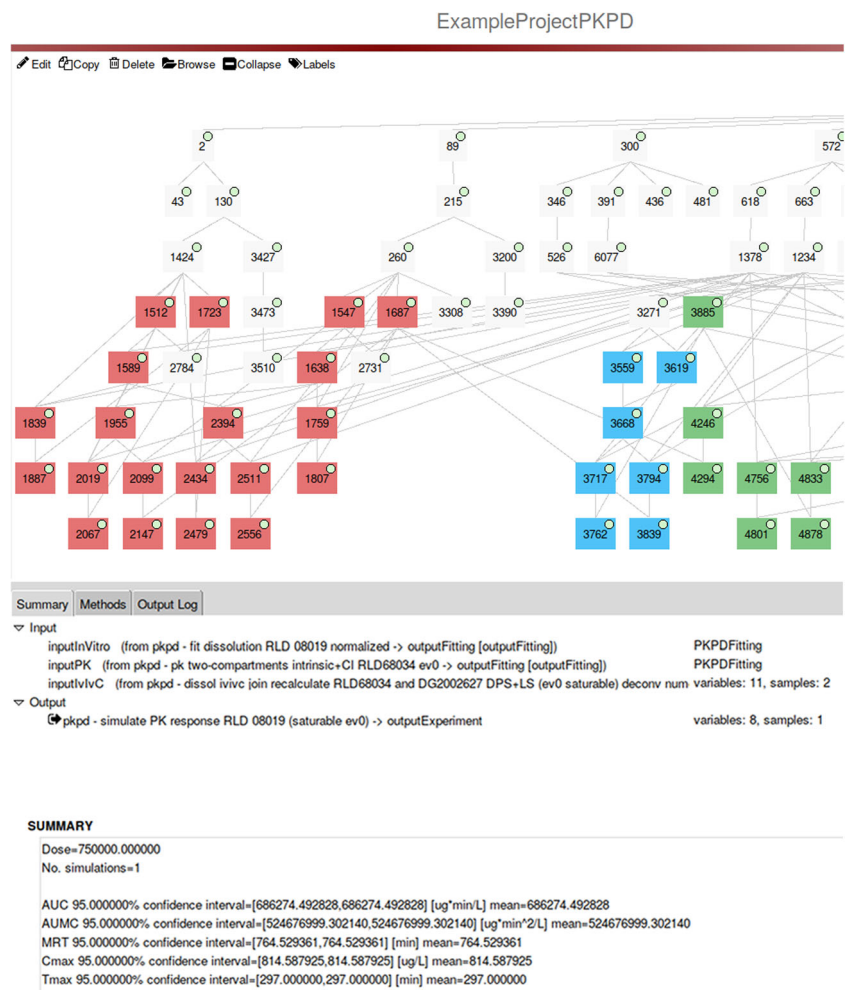 ExampleProjectPKPD
Edit Copy Delete Browse Collapse Labels
2 89 300 572
43 130 215 346 391 436 481 618 663
1424 3427 260 3200 526 6077 1378 1234
1512 1723 3473 1547 1687 3308 3390 3271 3885
1589 2784 3510 1638 2731 3559 3619
1839 1955 2394 1759 3668 4246
1887 2019 2099 2434 2511 1807 3717 3794 4294 4756 4833
2067 2147 2479 2556 3762 3839 4801 4878
Summary Methods Output Log
Input
inputInVitro (from pkpd - fit dissolution RLD 08019 normalized -> outputFitting [outputFitting]) PKPDFitting
inputPK (from pkpd - pk two-compartments intrinsic+CI RLD68034 ev0 -> outputFitting [outputFitting]) PKPDFitting
inputIvIvC (from pkpd - dissol ivivc join recalculate RLD68034 and DG2002627 DPS+LS (ev0 saturable) deconv num variables: 11, samples: 2
Output
pkpd - simulate PK response RLD 08019 (saturable ev0) -> outputExperiment variables: 8, samples: 1
SUMMARY
Dose=750000.000000
No. simulations=1
AUC 95.000000% confidence interval=[686274.492828,686274.492828] [ug*min/L] mean=686274.492828
AUMC 95.000000% confidence interval=[524676999.302140,524676999.302140] [ug*min^2/L] mean=524676999.302140
MRT 95.000000% confidence interval=[764.529361,764.529361] [min] mean=764.529361
Cmax 95.000000% confidence interval=[814.587925,814.587925] [ug/L] mean=814.587925
Tmax 95.000000% confidence interval=[297.000000,297.000000] [min] mean=297.000000